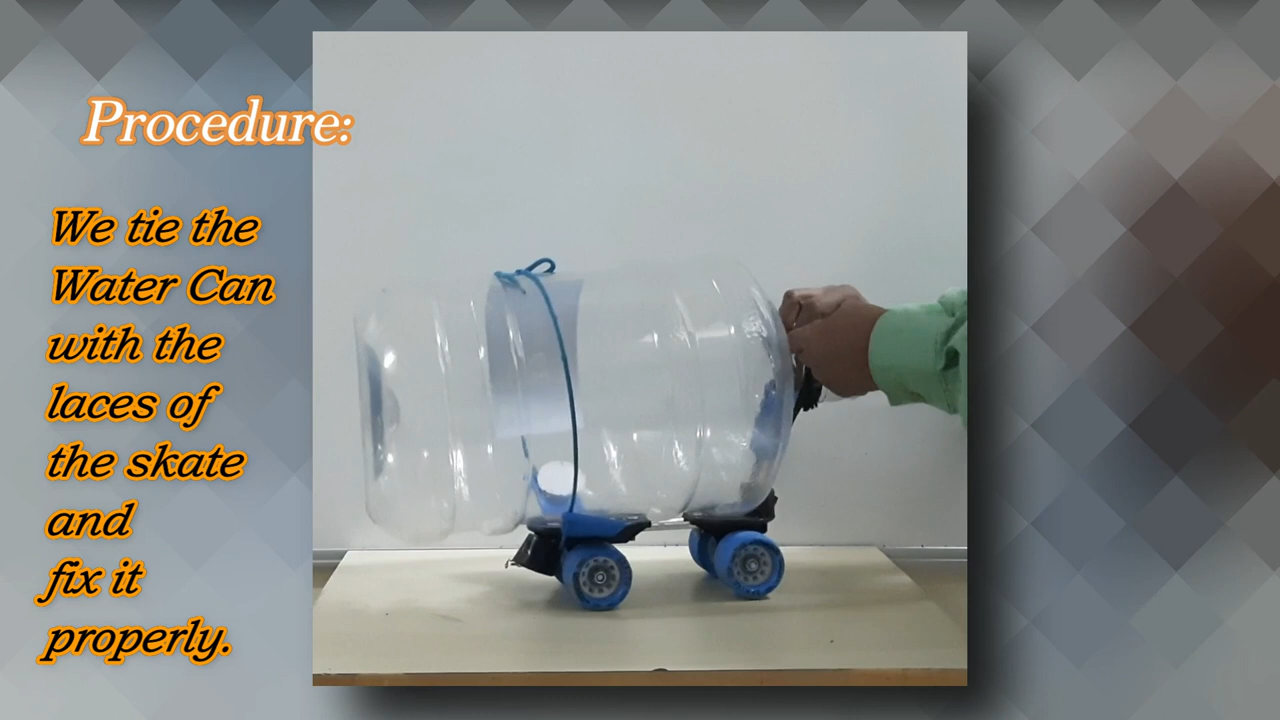 Procedure:
We tie the
Water Can
with the
laces of
the skate
and
fix it
properly.